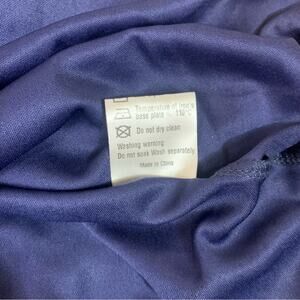 Temperature of iron's
base plate 110°C
Do not dry clean
Washing warning
Do not soak Wash separately
Made in China